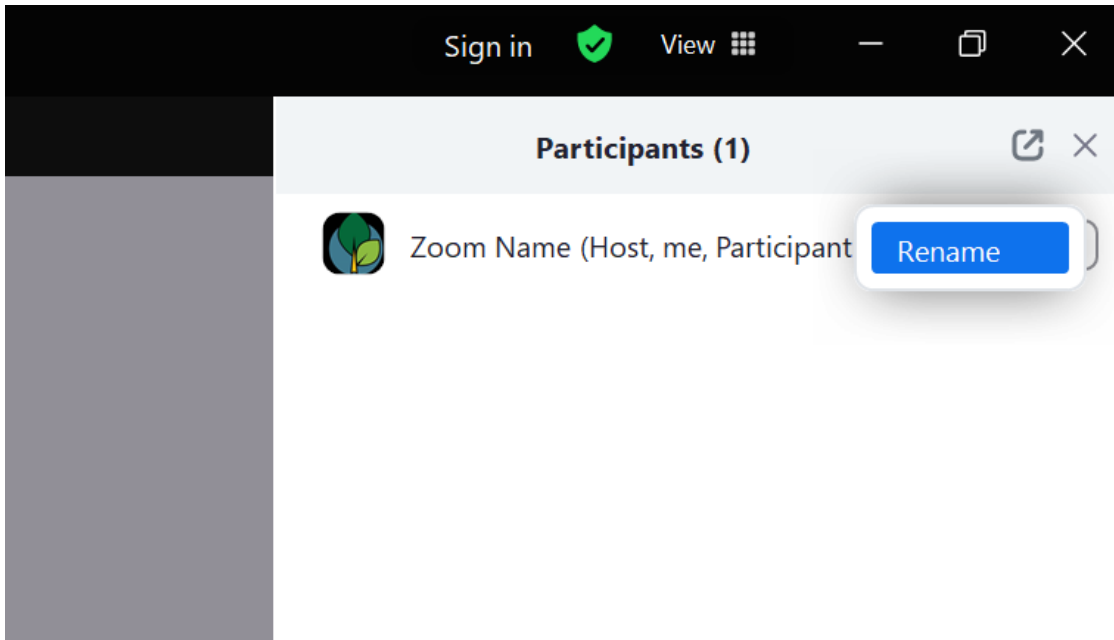 Sign in View
Participants (1)
Zoom Name (Host, me, Participant Rename